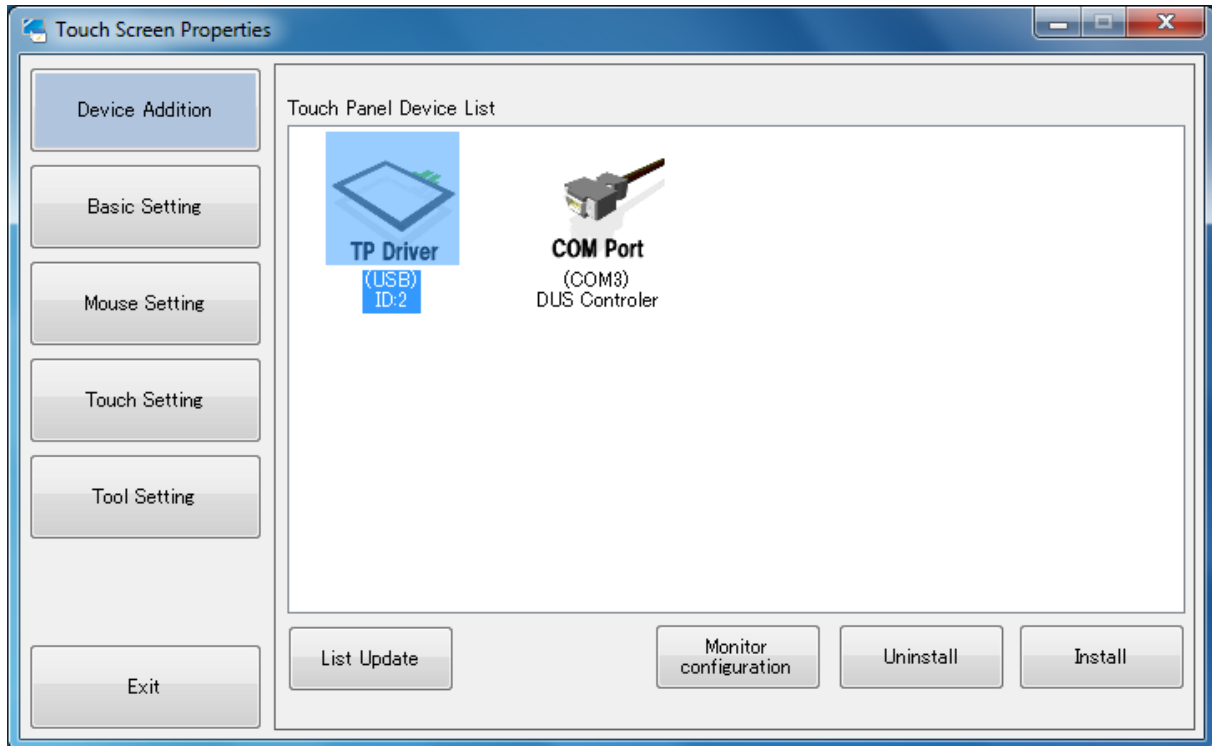 Touch Screen Properties
Device Addition
Basic Setting
Mouse Setting
Touch Setting
Tool Setting
Exit
Touch Panel Device List
TP Driver
(USB)
ID:2
COM Port
(COM3)
DUS Controler
List Update
Monitor
configuration
Uninstall
Install